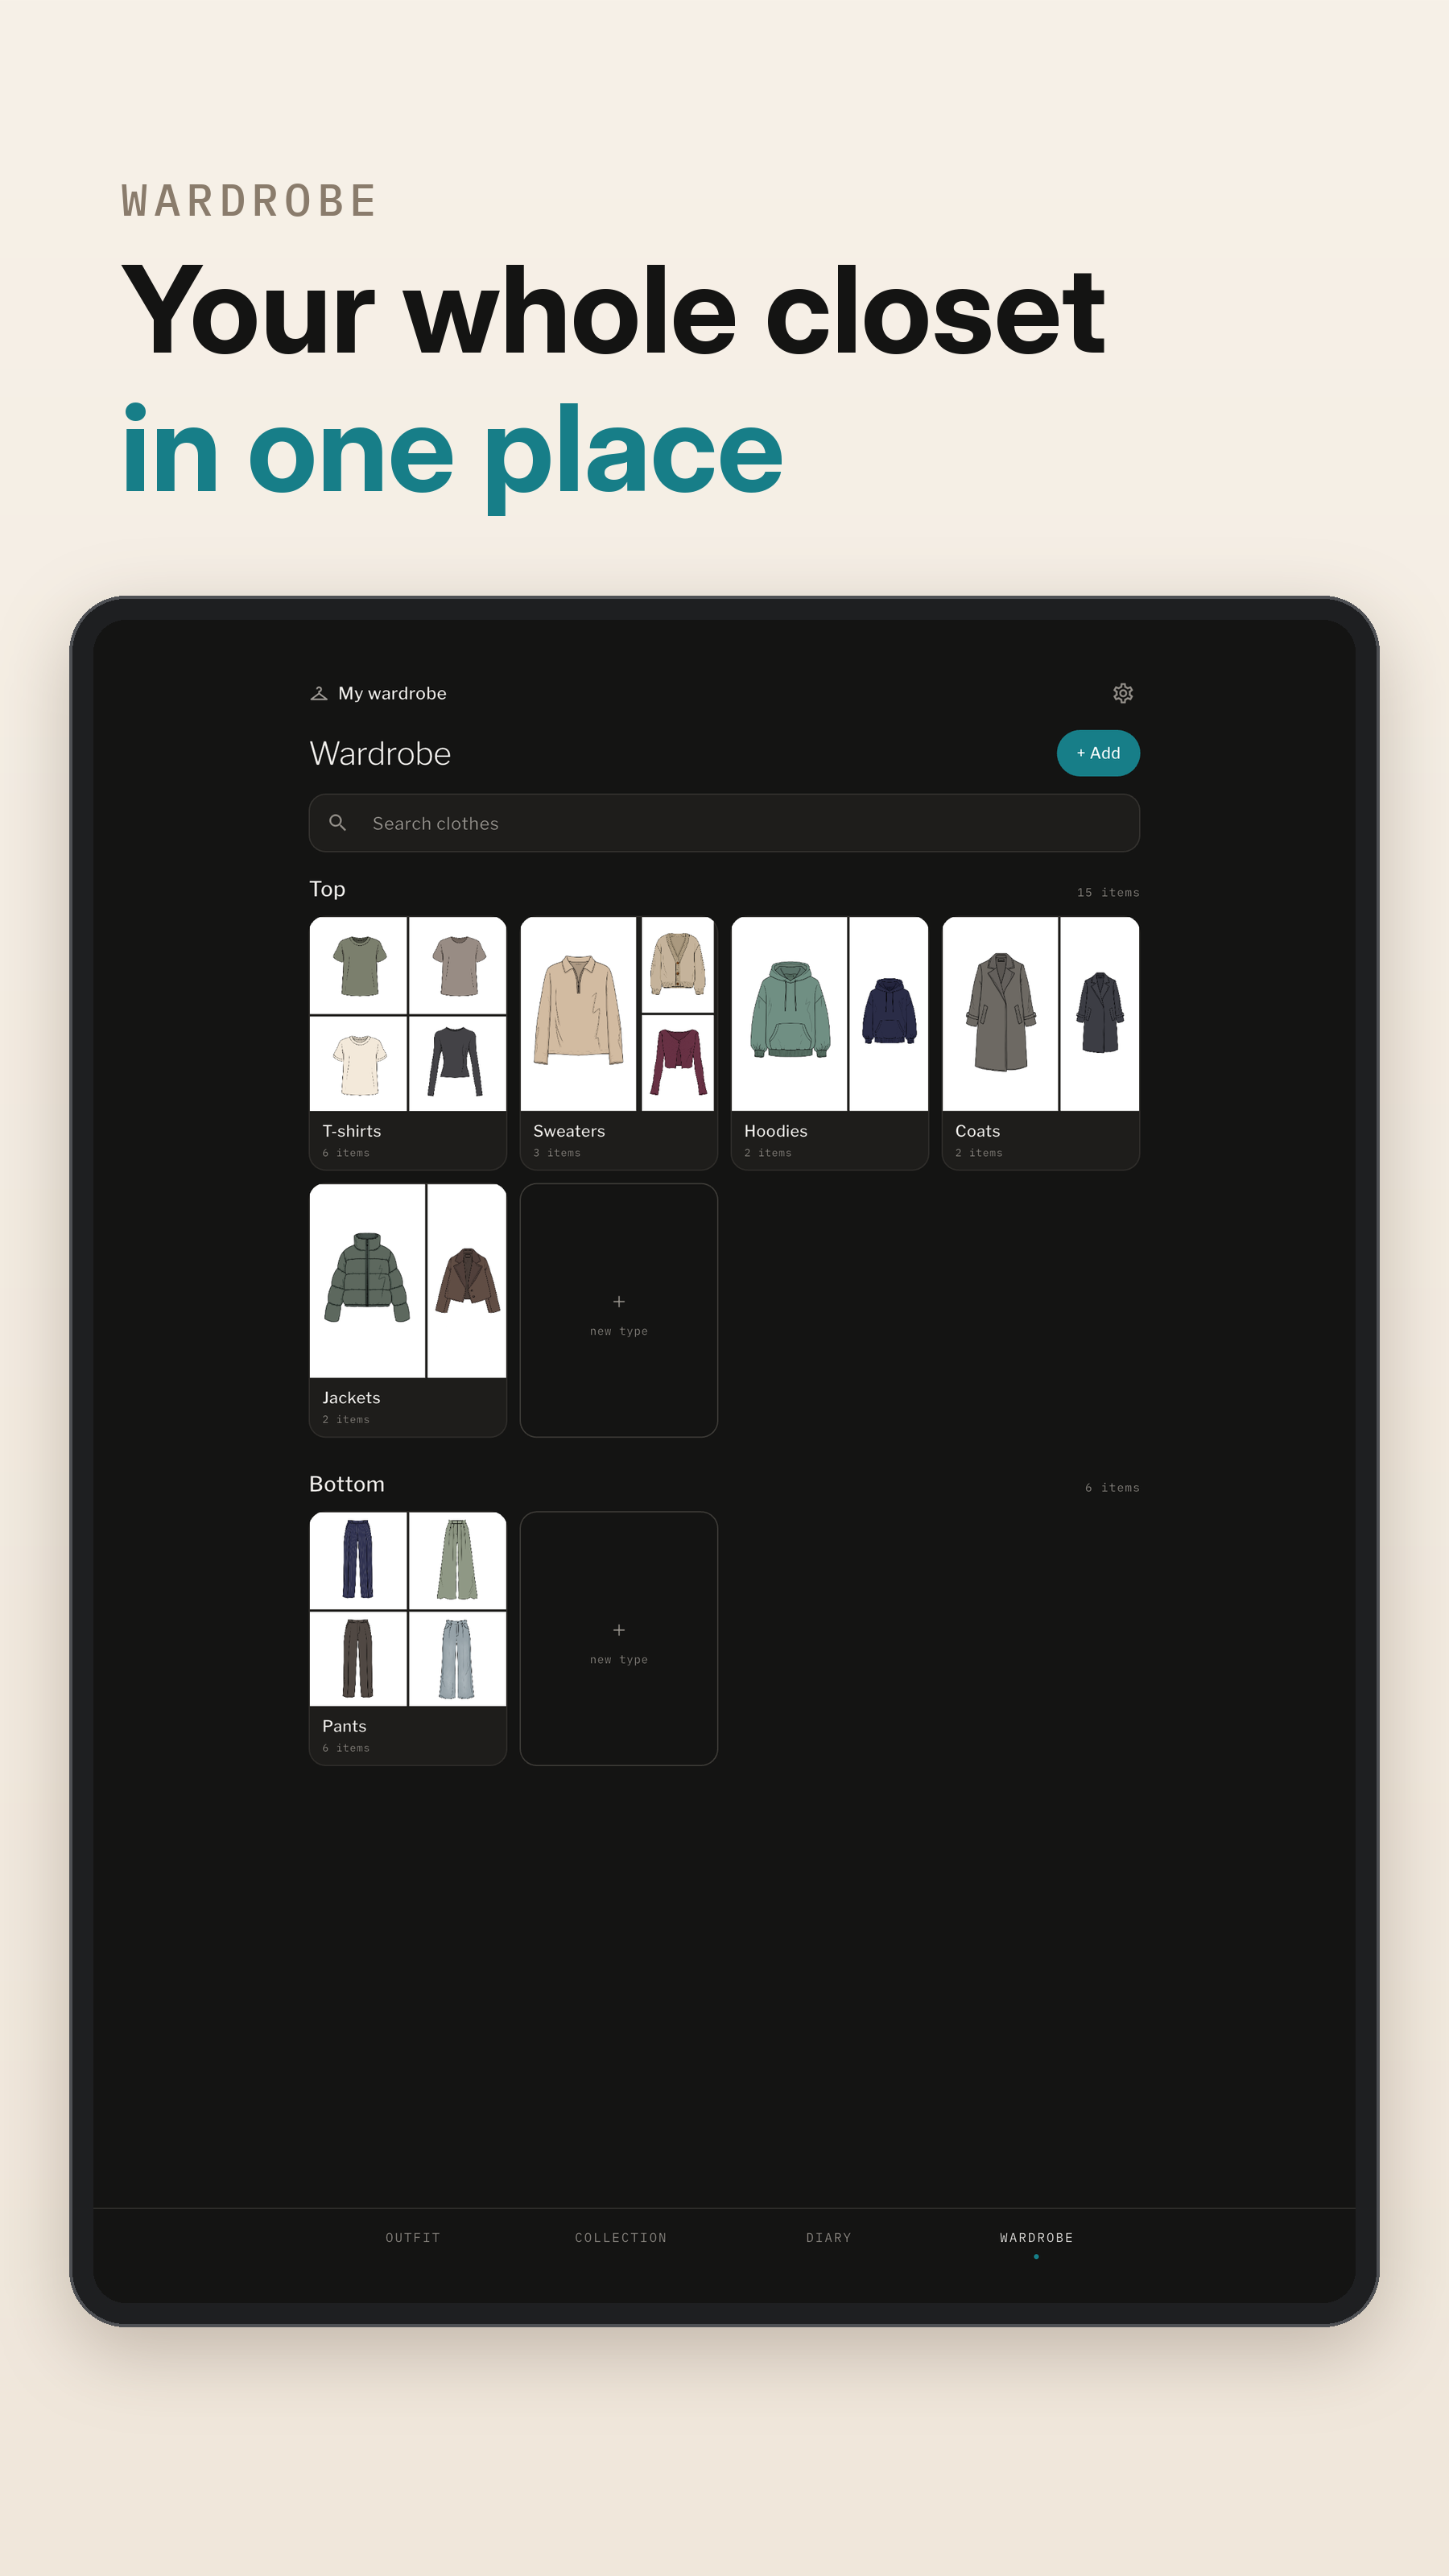 WARDROBE
Your whole closet
in one place
My wardrobe
Wardrobe
+ Add
Search clothes
Top
15 items
T-shirts
6 items
Sweaters
3 items
Hoodies
2 items
Coats
2 items
Jackets
2 items
+
new type
Bottom
6 items
Pants
6 items
+
new type
OUTFIT
COLLECTION
DIARY
WARDROBE